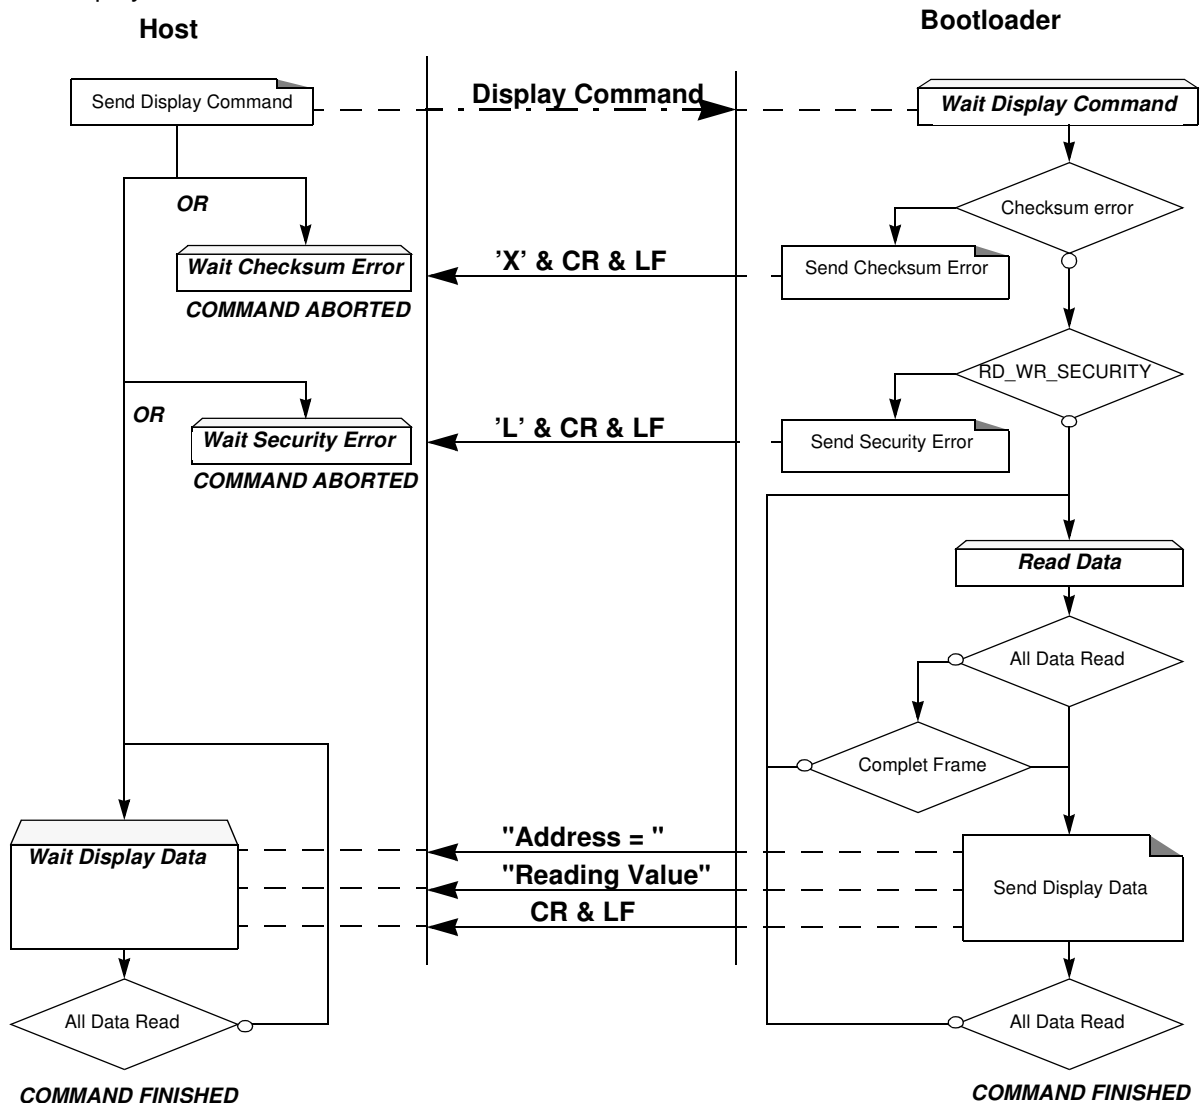 Host
Bootloader
Send Display Command
Display Command
Wait Display Command
OR
Checksum error
Wait Checksum Error
'X' & CR & LF
Send Checksum Error
COMMAND ABORTED
RD_WR_SECURITY
OR
Wait Security Error
'L' & CR & LF
Send Security Error
COMMAND ABORTED
Read Data
All Data Read
Complet Frame
"Address = "
Wait Display Data
"Reading Value"
Send Display Data
CR & LF
All Data Read
All Data Read
COMMAND FINISHED
COMMAND FINISHED